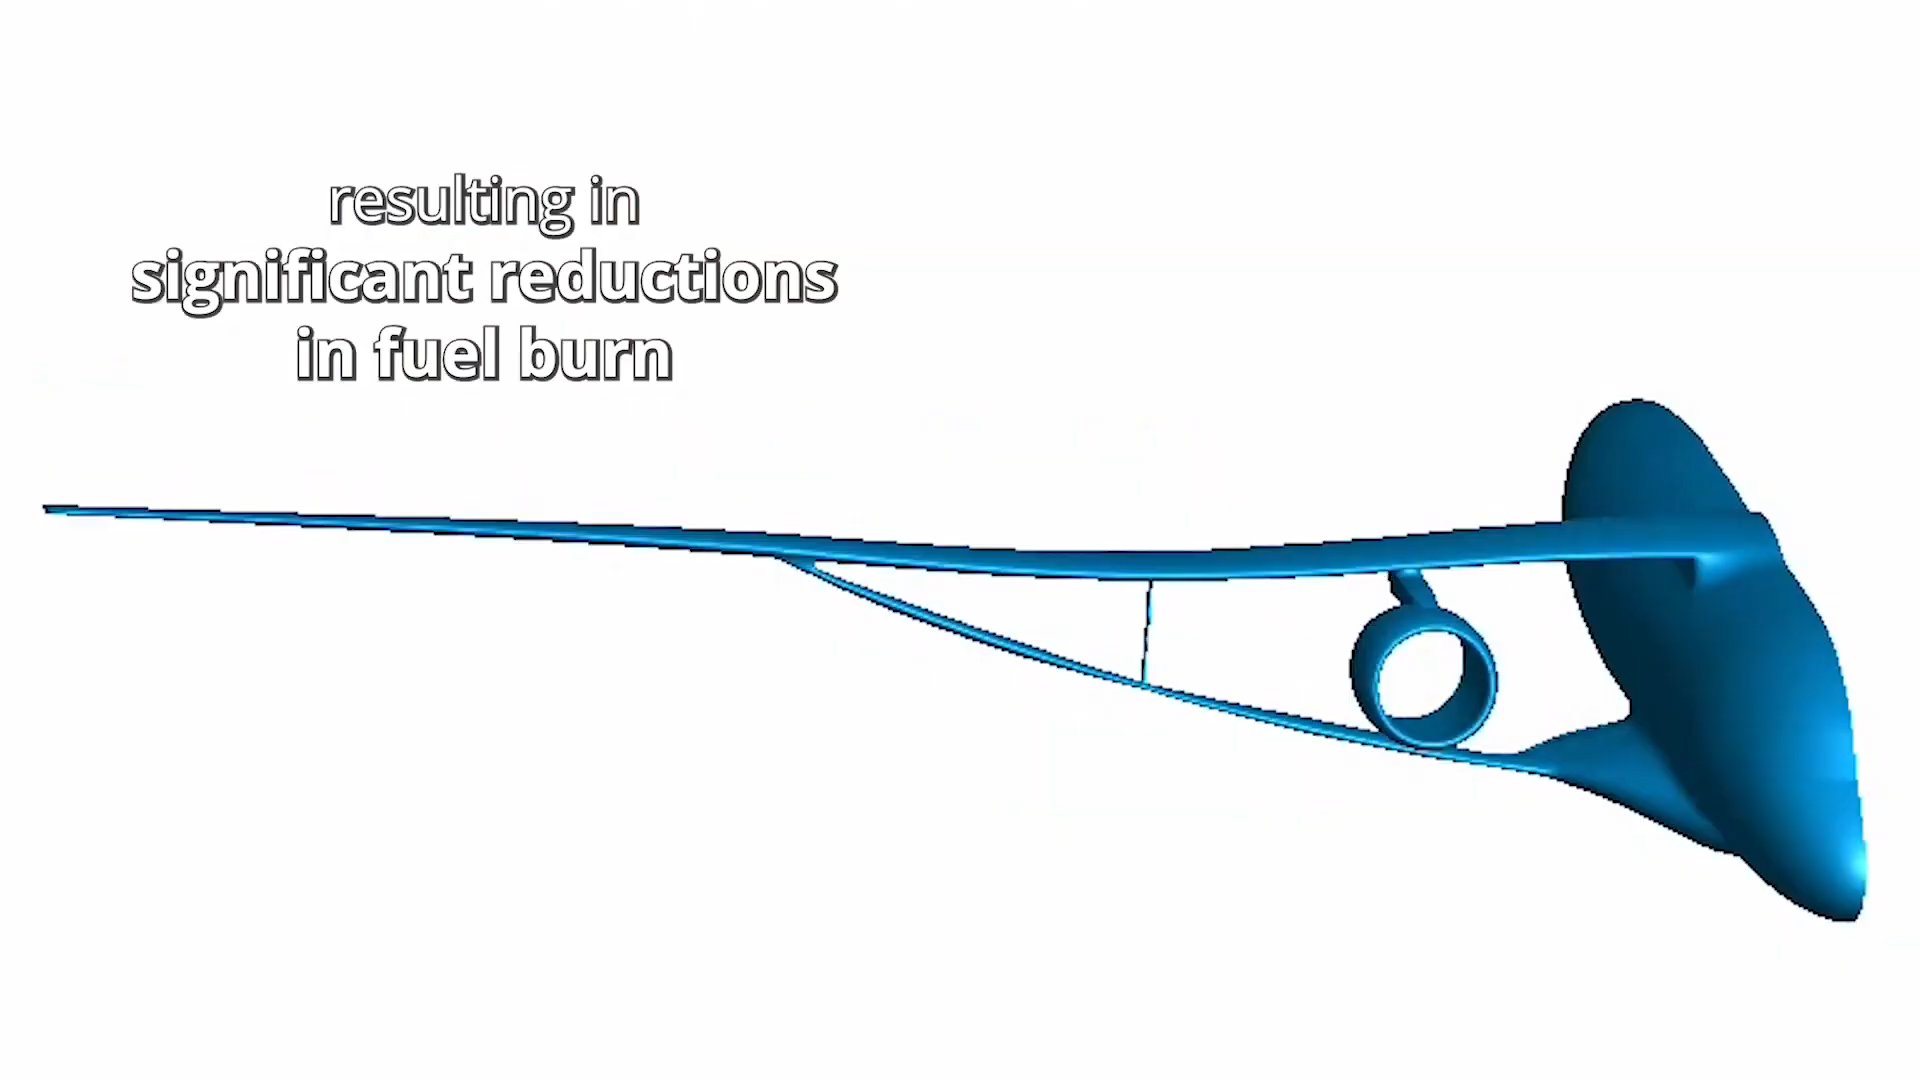 resulting in
significant reductions
in fuel burn